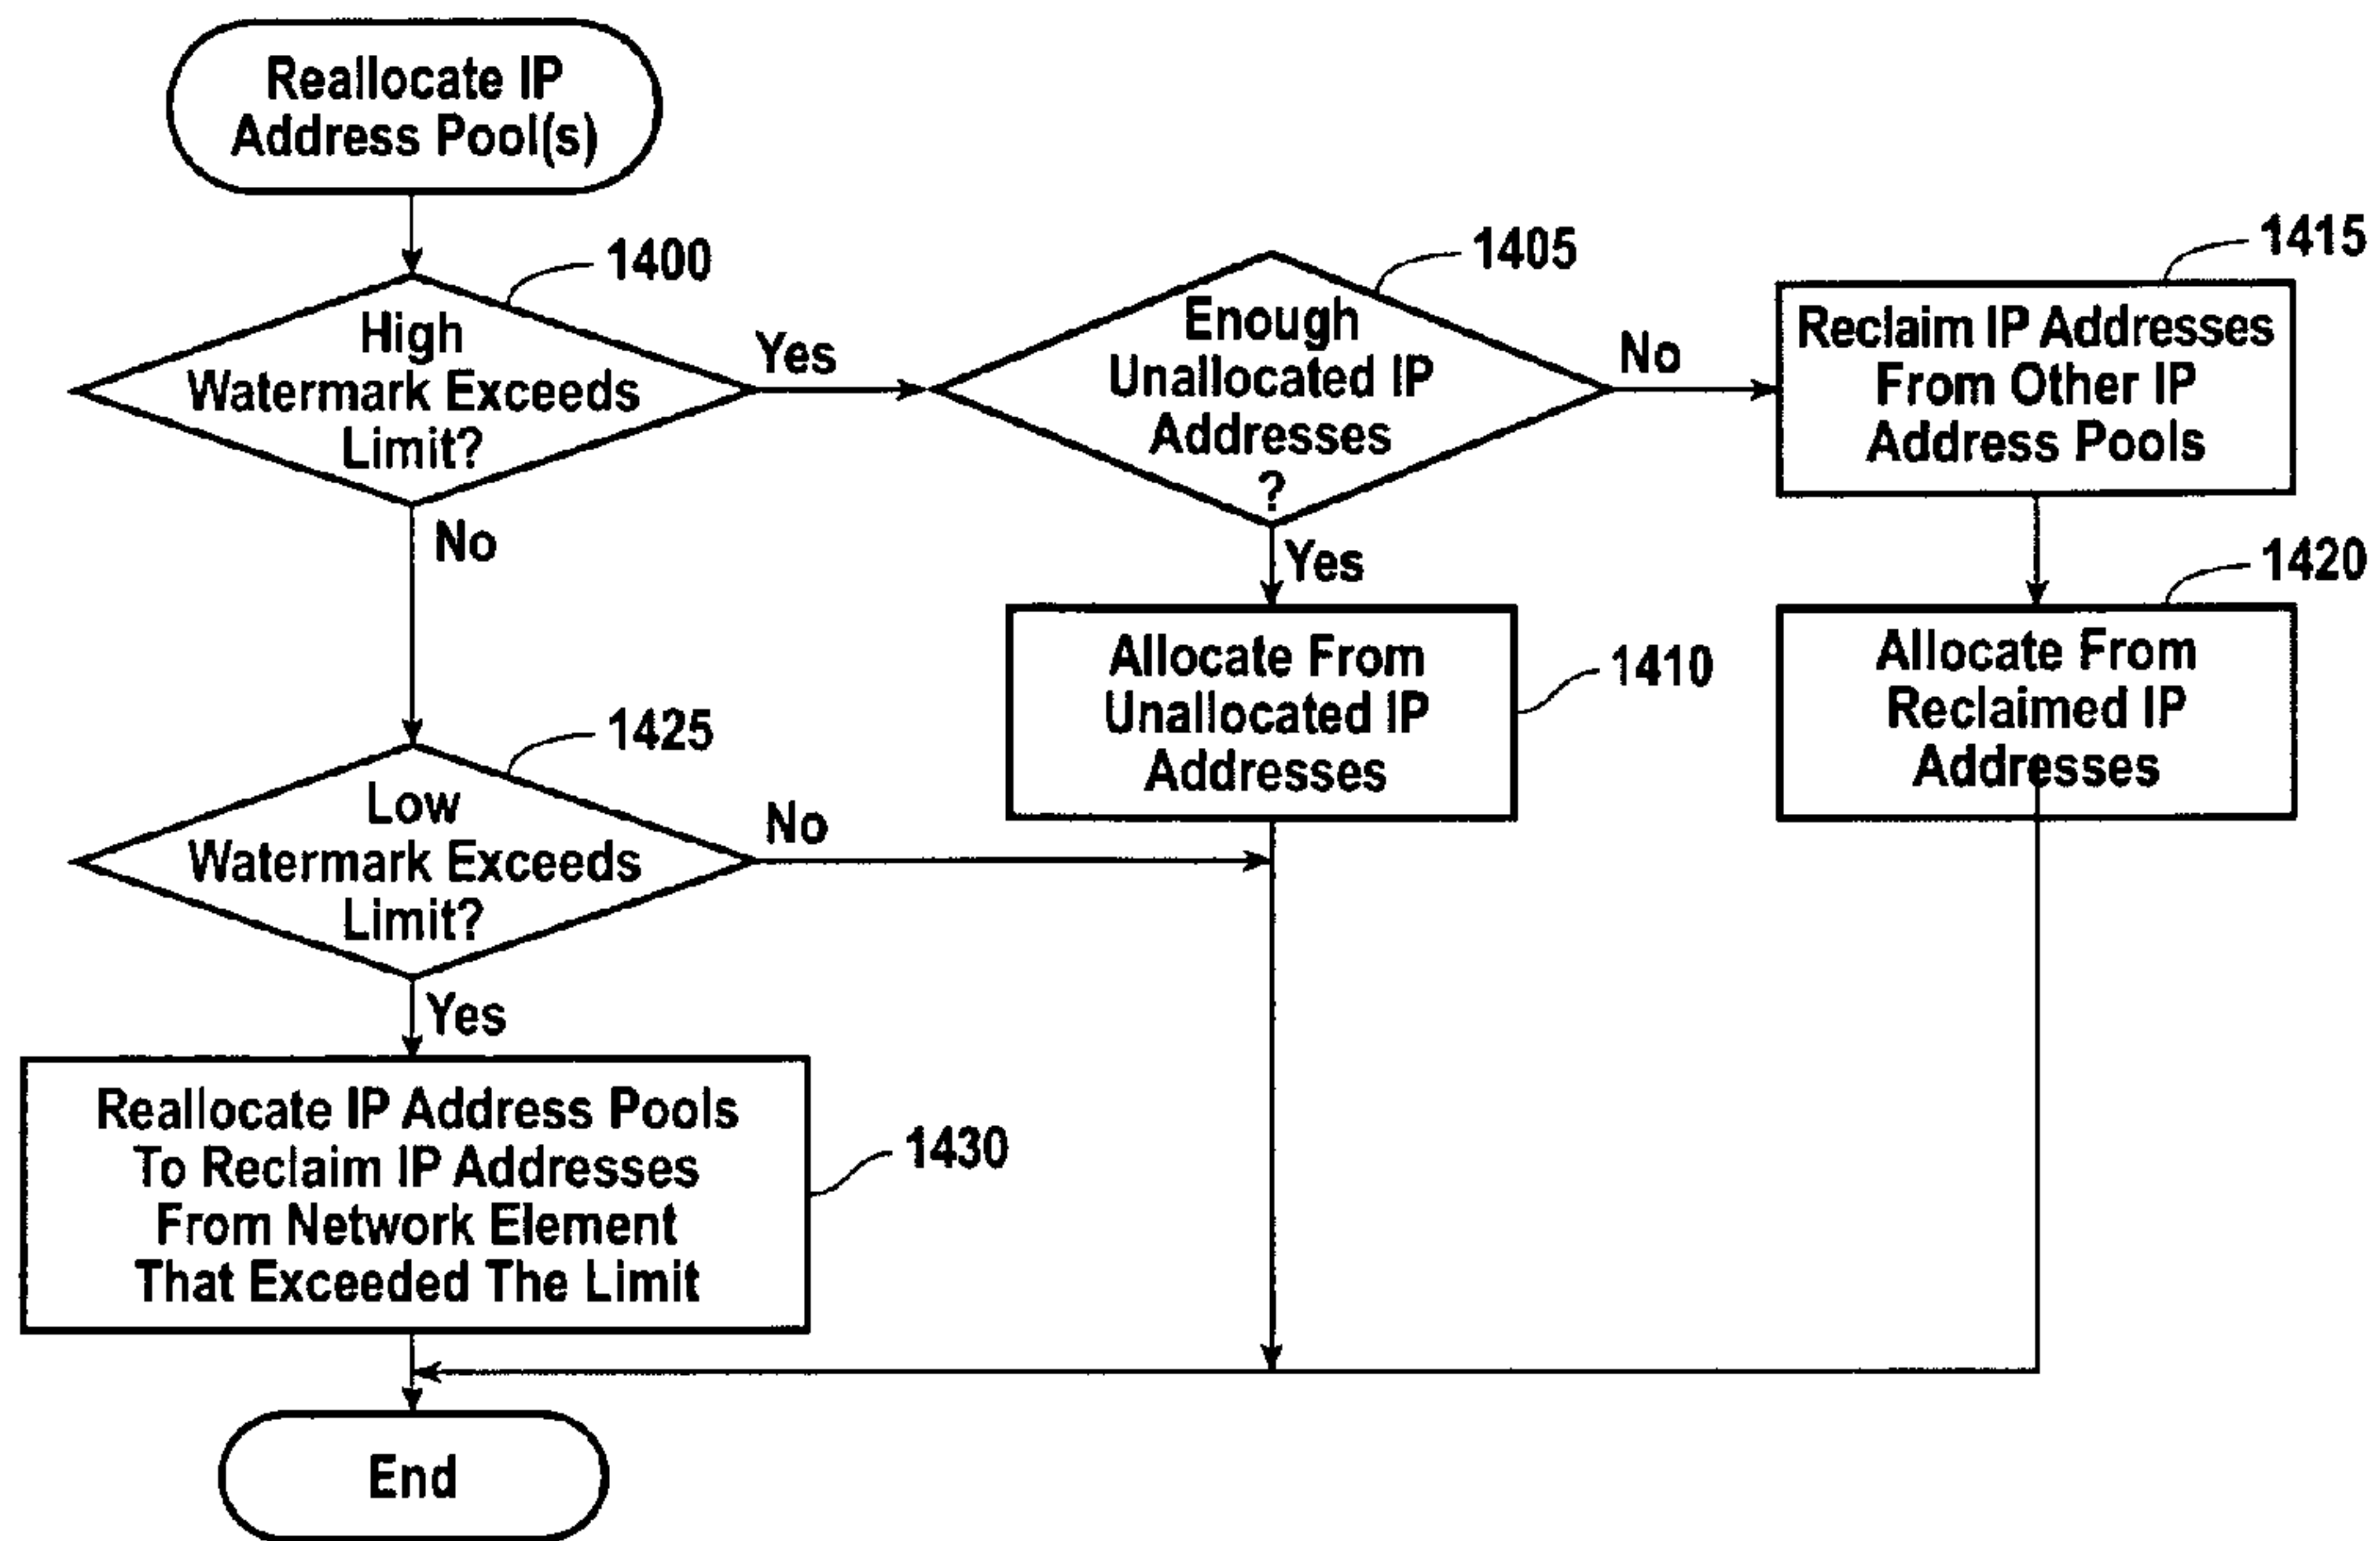 Reallocate IP
Address Pool(s)
1400
High
Watermark Exceeds
Limit?
Yes
No
1405
Enough
Unallocated IP
Addresses
?
No
Yes
1415
Reclaim IP Addresses
From Other IP
Address Pools
1410
Allocate From
Unallocated IP
Addresses
1420
Allocate From
Reclaimed IP
Addresses
1425
Low
Watermark Exceeds
Limit?
No
Yes
1430
Reallocate IP Address Pools
To Reclaim IP Addresses
From Network Element
That Exceeded The Limit
End